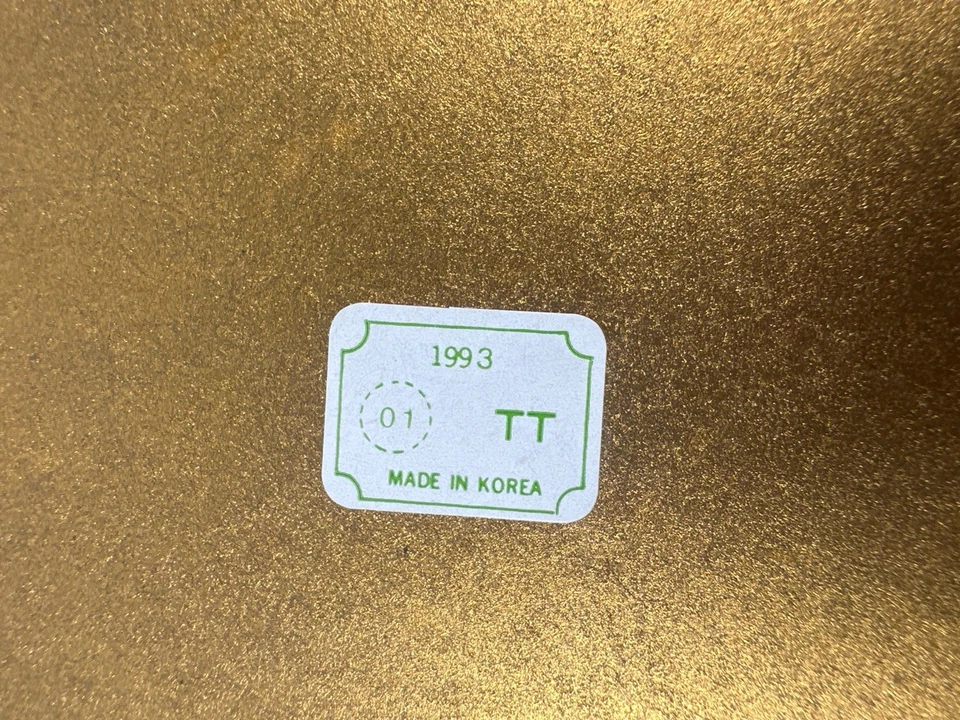 1993
01 TT
MADE IN KOREA